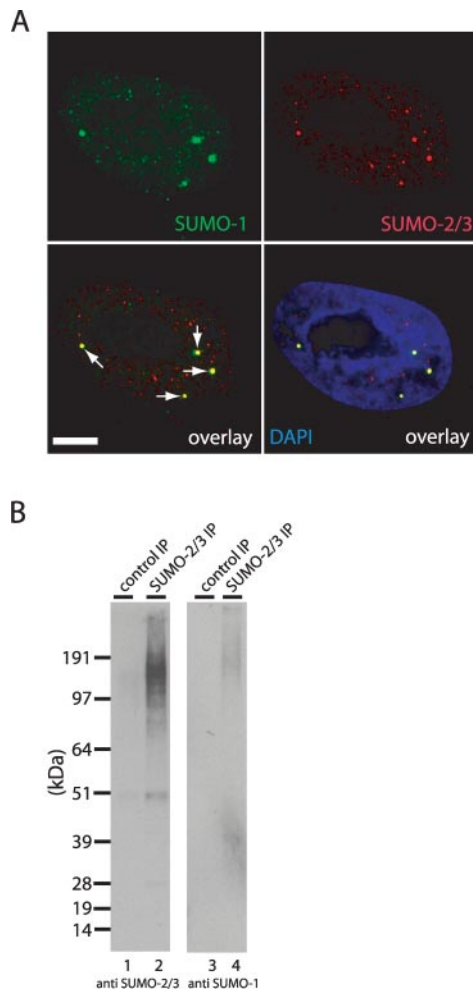 A
SUMO-1
SUMO-2/3
overlay
DAPI overlay
B
control IP SUMO-2/3 IP control IP SUMO-2/3 IP
191
97
64
51
39
28
19
14
(kDa)
1 2 3 4
anti SUMO-2/3 anti SUMO-1